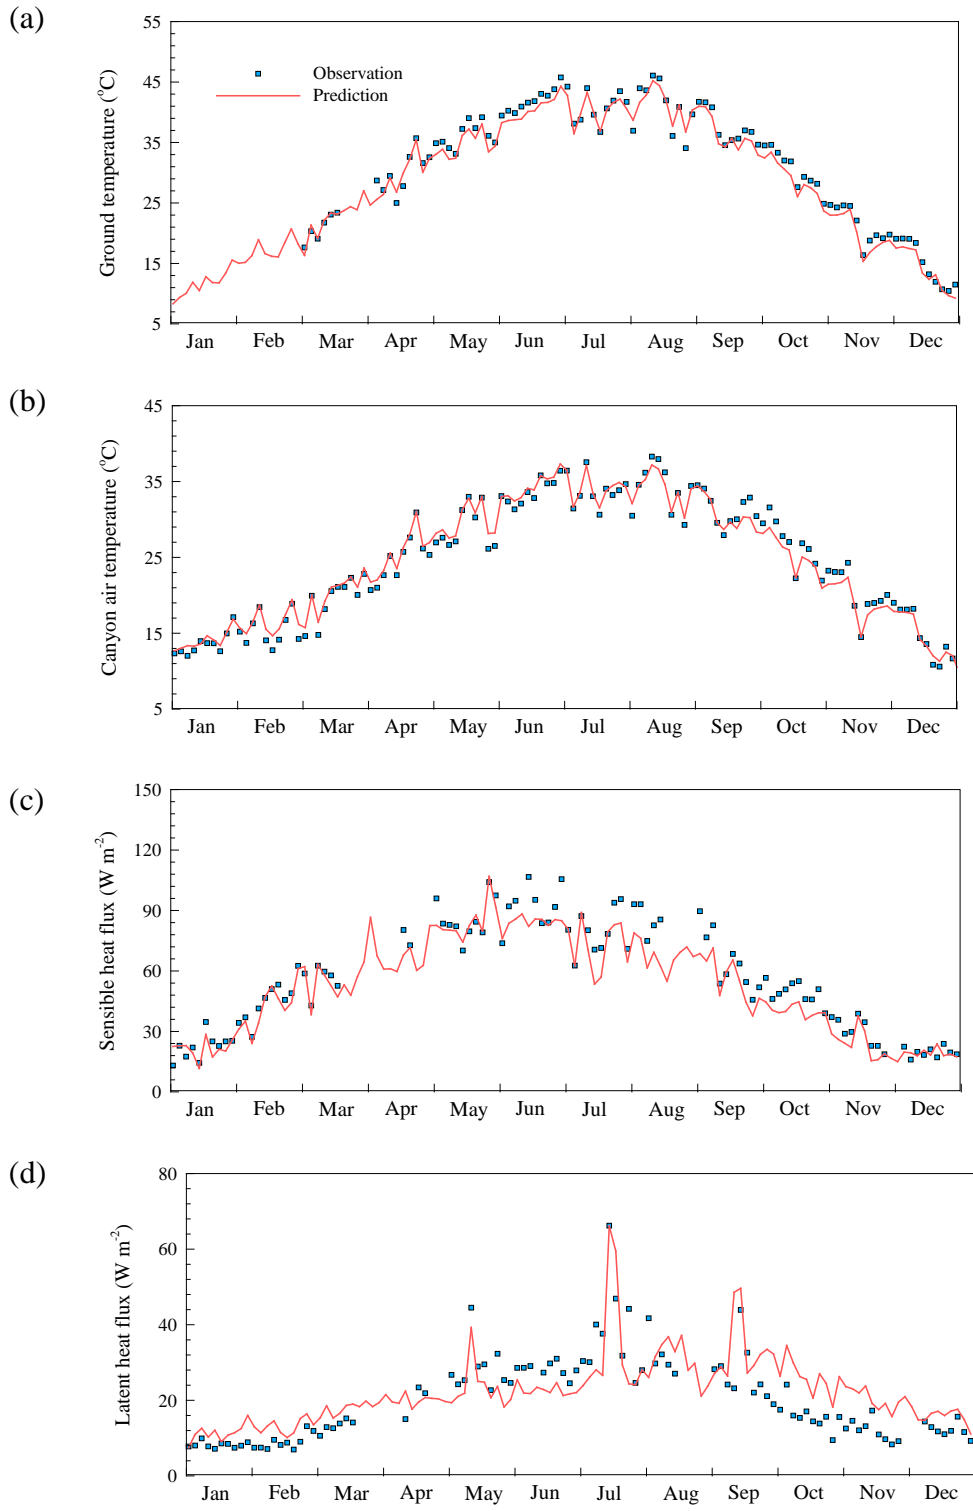 (a)
55
45
35
25
15
5
Ground temperature (°C)
Observation
Prediction
Jan Feb Mar Apr May Jun Jul Aug Sep Oct Nov Dec
(b)
45
35
25
15
5
Canyon air temperature (°C)
Jan Feb Mar Apr May Jun Jul Aug Sep Oct Nov Dec
(c)
150
120
90
60
30
0
Sensible heat flux (W m⁻²)
Jan Feb Mar Apr May Jun Jul Aug Sep Oct Nov Dec
(d)
80
60
40
20
0
Latent heat flux (W m⁻²)
Jan Feb Mar Apr May Jun Jul Aug Sep Oct Nov Dec